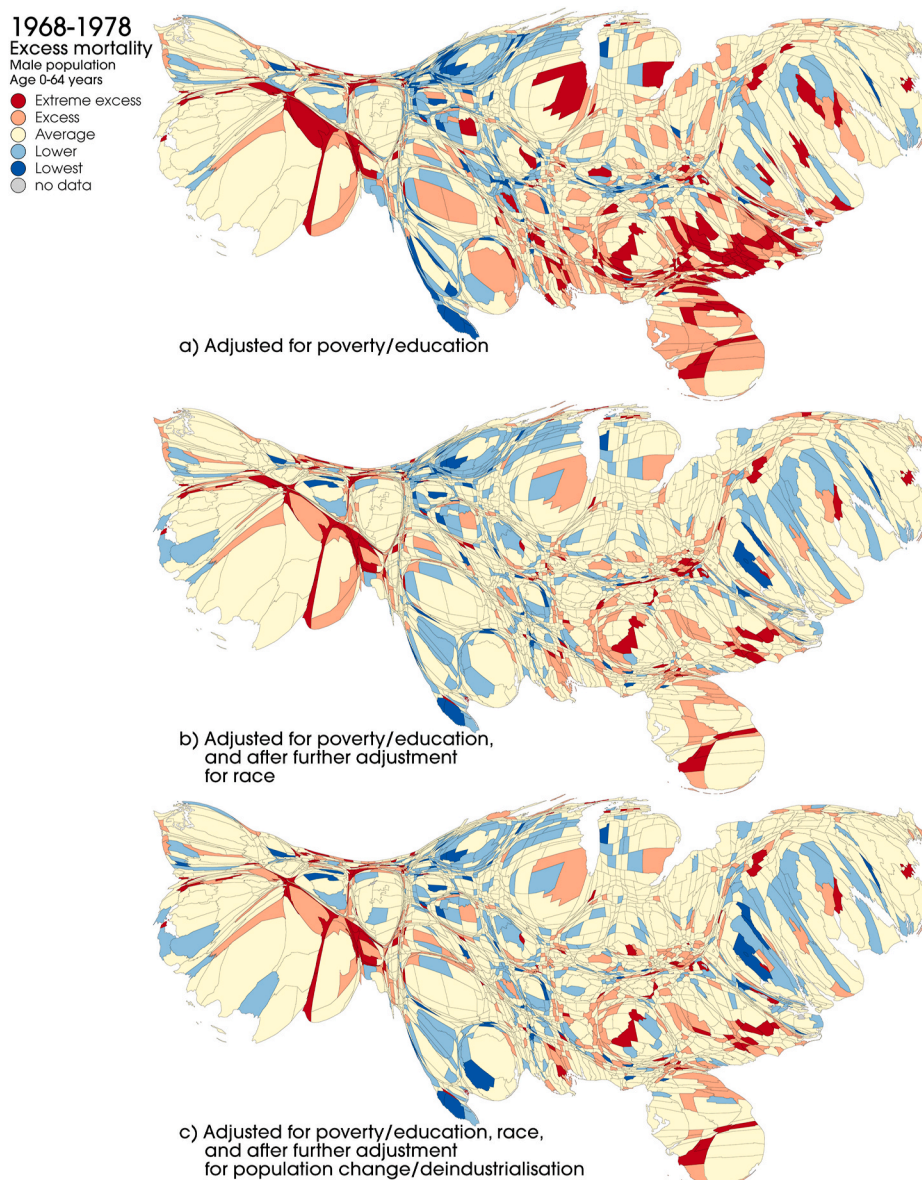 1968-1978
Excess mortality
Male population
Age 0-64 years
Extreme excess
Excess
Average
Lower
Lowest
no data
a) Adjusted for poverty/education
b) Adjusted for poverty/education,
and after further adjustment
for race
c) Adjusted for poverty/education, race,
and after further adjustment
for population change/deindustrialisation